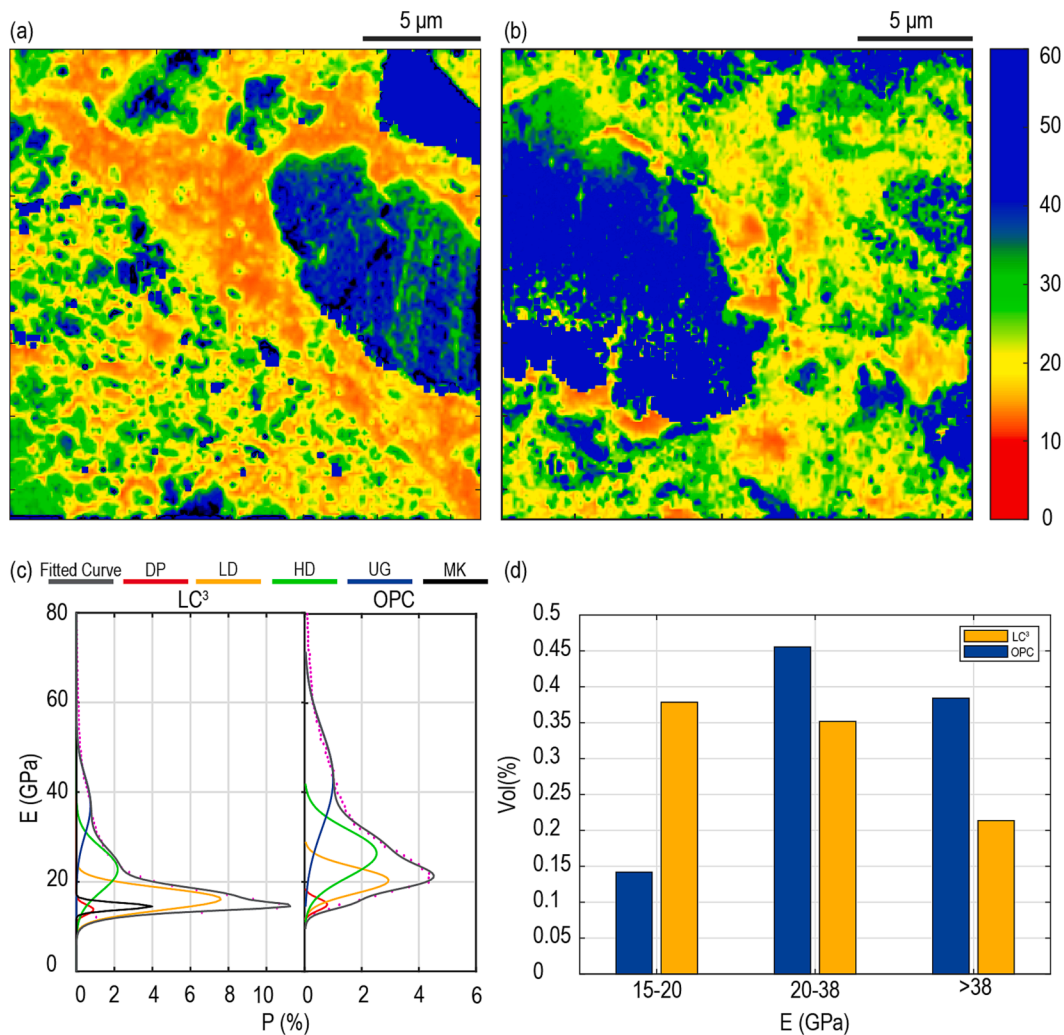 (a) 5 µm
(b) 5 µm
60
50
40
30
20
10
0
(c) Fitted Curve DP LD HD UG MK
LC³ OPC
80
60
40
20
0
E (GPa)
0 2 4 6 8 10
0 2 4 6
P (%)
(d)
LC³
OPC
0.5
0.45
0.4
0.35
0.3
0.25
0.2
0.15
0.1
0.05
0
Vol(%)
15-20 20-38 >38
E (GPa)